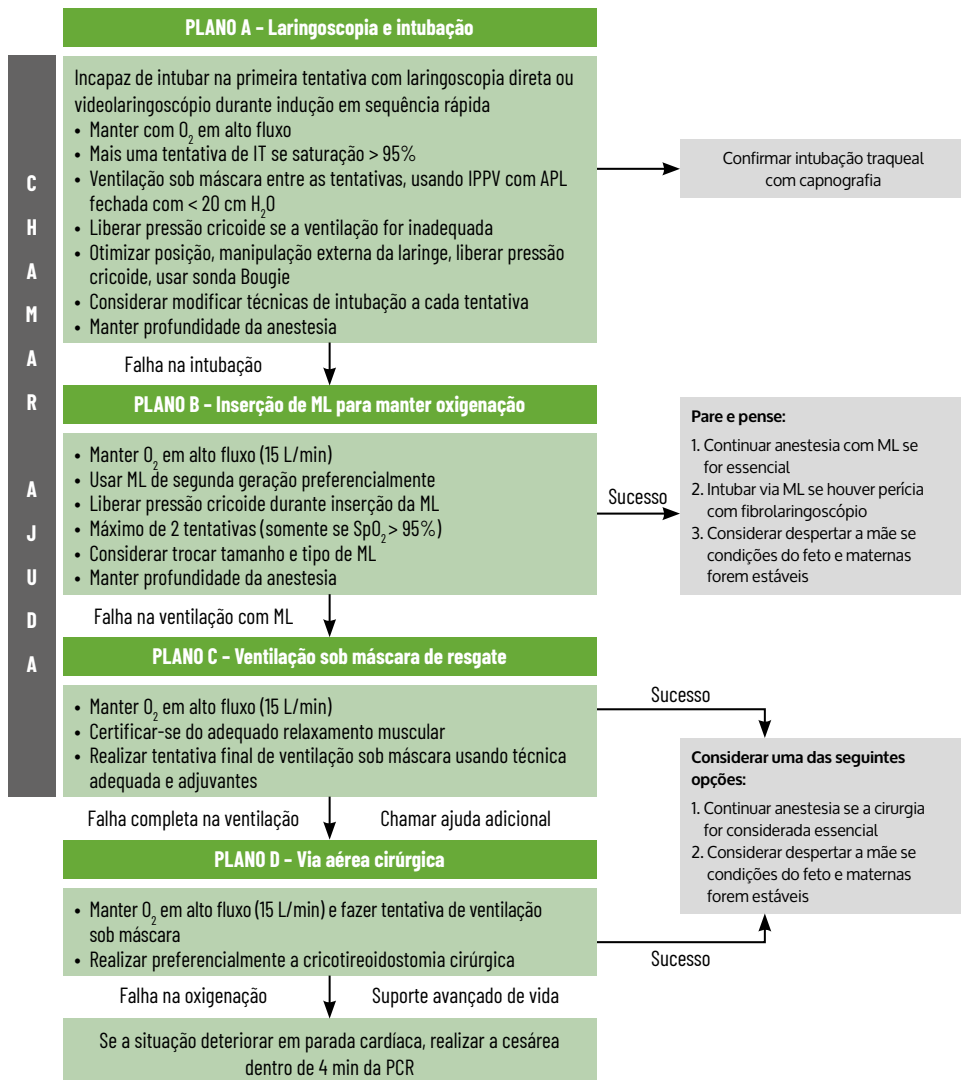 PLANO A – Laringoscopia e intubação
CHAMAR AJUDA
Incapaz de intubar na primeira tentativa com laringoscopia direta ou
videolaringoscópio durante indução em sequência rápida
• Manter com O₂ em alto fluxo
• Mais uma tentativa de IT se saturação > 95%
• Ventilação sob máscara entre as tentativas, usando IPPV com APL
fechada com < 20 cm H₂O
• Liberar pressão cricoide se a ventilação for inadequada
• Otimizar posição, manipulação externa da laringe, liberar pressão
cricoide, usar sonda Bougie
• Considerar modificar técnicas de intubação a cada tentativa
• Manter profundidade da anestesia
Confirmar intubação traqueal
com capnografia
Falha na intubação
PLANO B – Inserção de ML para manter oxigenação
• Manter O₂ em alto fluxo (15 L/min)
• Usar ML de segunda geração preferencialmente
• Liberar pressão cricoide durante inserção da ML
• Máximo de 2 tentativas (somente se SpO₂ > 95%)
• Considerar trocar tamanho e tipo de ML
• Manter profundidade da anestesia
Sucesso
Pare e pense:
1. Continuar anestesia com ML se
for essencial
2. Intubar via ML se houver perícia
com fibrolaringoscópio
3. Considerar despertar a mãe se
condições do feto e maternas
forem estáveis
Falha na ventilação com ML
PLANO C – Ventilação sob máscara de resgate
• Manter O₂ em alto fluxo (15 L/min)
• Certificar-se do adequado relaxamento muscular
• Realizar tentativa final de ventilação sob máscara usando técnica
adequada e adjuvantes
Sucesso
Considerar uma das seguintes
opções:
1. Continuar anestesia se a cirurgia
for considerada essencial
2. Considerar despertar a mãe se
condições do feto e maternas
forem estáveis
Falha completa na ventilação
Chamar ajuda adicional
PLANO D – Via aérea cirúrgica
• Manter O₂ em alto fluxo (15 L/min) e fazer tentativa de ventilação
sob máscara
• Realizar preferencialmente a cricotireoidostomia cirúrgica
Sucesso
Falha na oxigenação
Suporte avançado de vida
Se a situação deteriorar em parada cardíaca, realizar a cesárea
dentro de 4 min da PCR